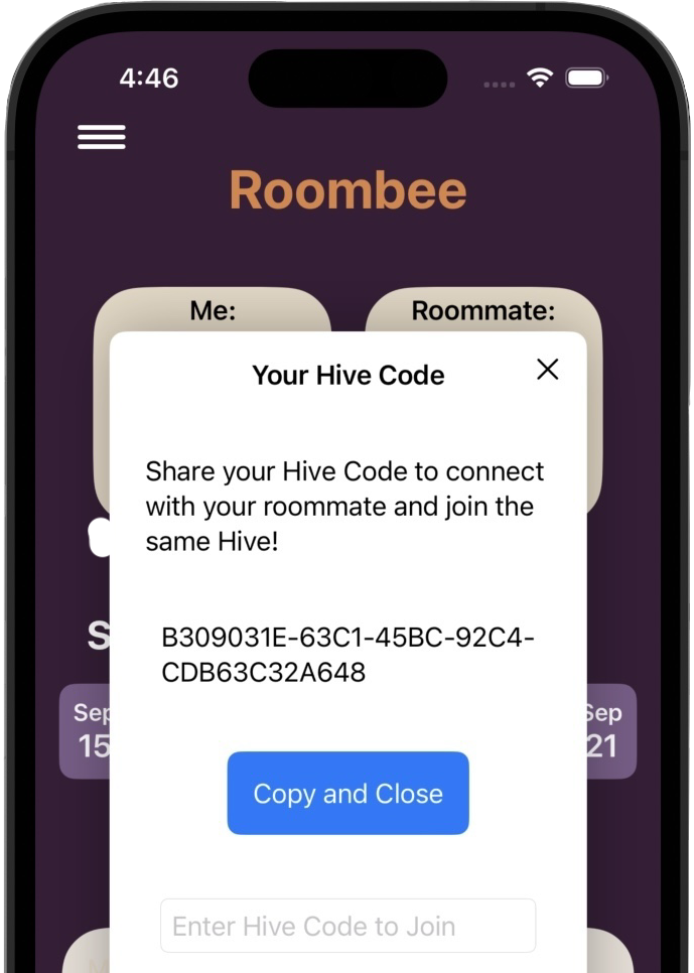 4:46
Roombee
Me:
Roommate:
Your Hive Code
Share your Hive Code to connect
with your roommate and join the
same Hive!
B309031E-63C1-45BC-92C4-
CDB63C32A648
S
Sep
15
Sep
21
Copy and Close
Enter Hive Code to Join